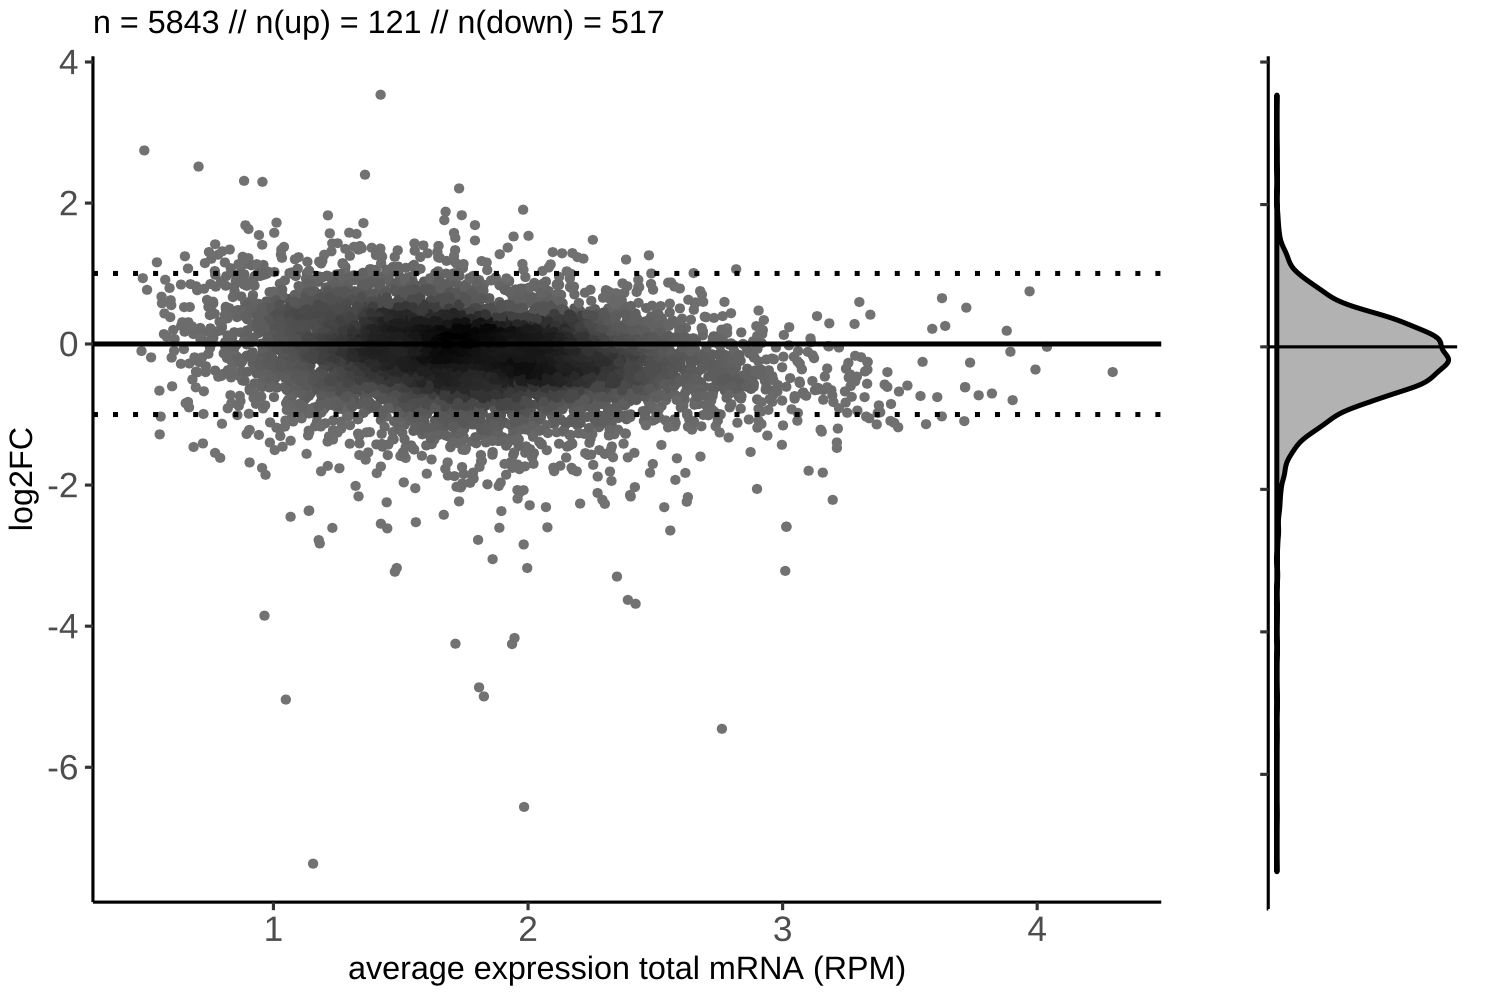 n = 5843 // n(up) = 121 // n(down) = 517
4
2
0
-2
-4
-6
log2FC
1 2 3 4
average expression total mRNA (RPM)